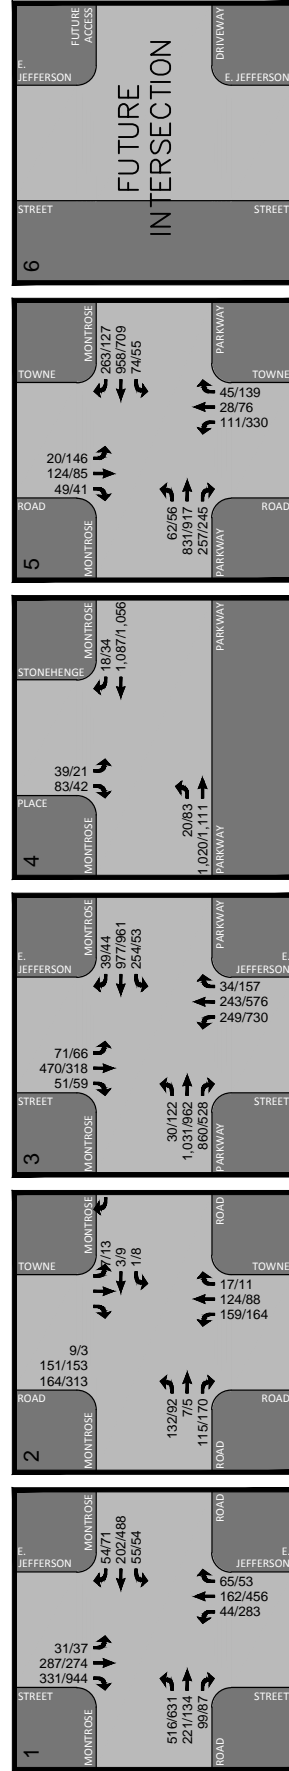 1
STREET
E.
JEFFERSON
MONTROSE
MONTROSE
31/37
287/274
331/944
54/71
202/488
55/54
516/631
221/134
99/87
65/53
162/456
44/283
ROAD
ROAD
STREET
E.
JEFFERSON
2
ROAD
TOWNE
MONTROSE
MONTROSE
9/3
151/153
164/313
7/13
3/9
1/8
132/92
7/5
115/170
17/11
124/88
159/164
ROAD
ROAD
ROAD
TOWNE
3
STREET
E.
JEFFERSON
MONTROSE
MONTROSE
71/66
470/318
51/59
39/44
977/961
254/53
30/122
1,031/962
860/528
34/157
243/576
249/730
PARKWAY
PARKWAY
STREET
E.
JEFFERSON
4
PLACE
STONEHENGE
MONTROSE
MONTROSE
39/21
83/42
18/34
1,087/1,056
20/83
1,020/1,111
PARKWAY
PARKWAY
5
ROAD
TOWNE
MONTROSE
MONTROSE
20/146
124/85
49/41
263/127
958/709
74/55
62/56
831/917
257/245
45/139
28/76
111/330
PARKWAY
PARKWAY
ROAD
TOWNE
6
STREET
E.
JEFFERSON
FUTURE
ACCESS
FUTURE
INTERSECTION
DRIVEWAY
STREET
E. JEFFERSON